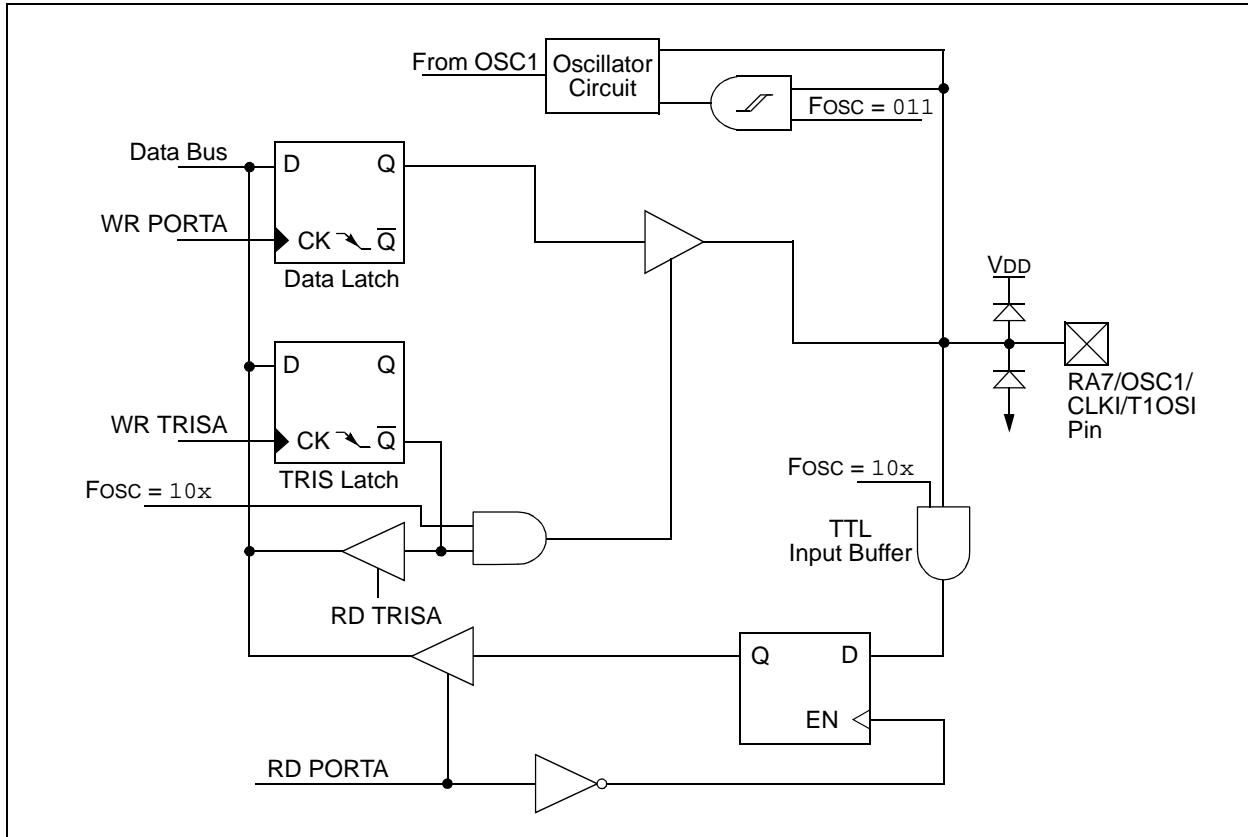 From OSC1
Oscillator
Circuit
FOSC = 011
Data Bus
D
Q
WR PORTA
CK
Q̅
Data Latch
VDD
D
Q
RA7/OSC1/
CLKI/T1OSI
Pin
WR TRISA
CK
Q̅
TRIS Latch
FOSC = 10x
FOSC = 10x
TTL
Input Buffer
RD TRISA
Q
D
EN
RD PORTA